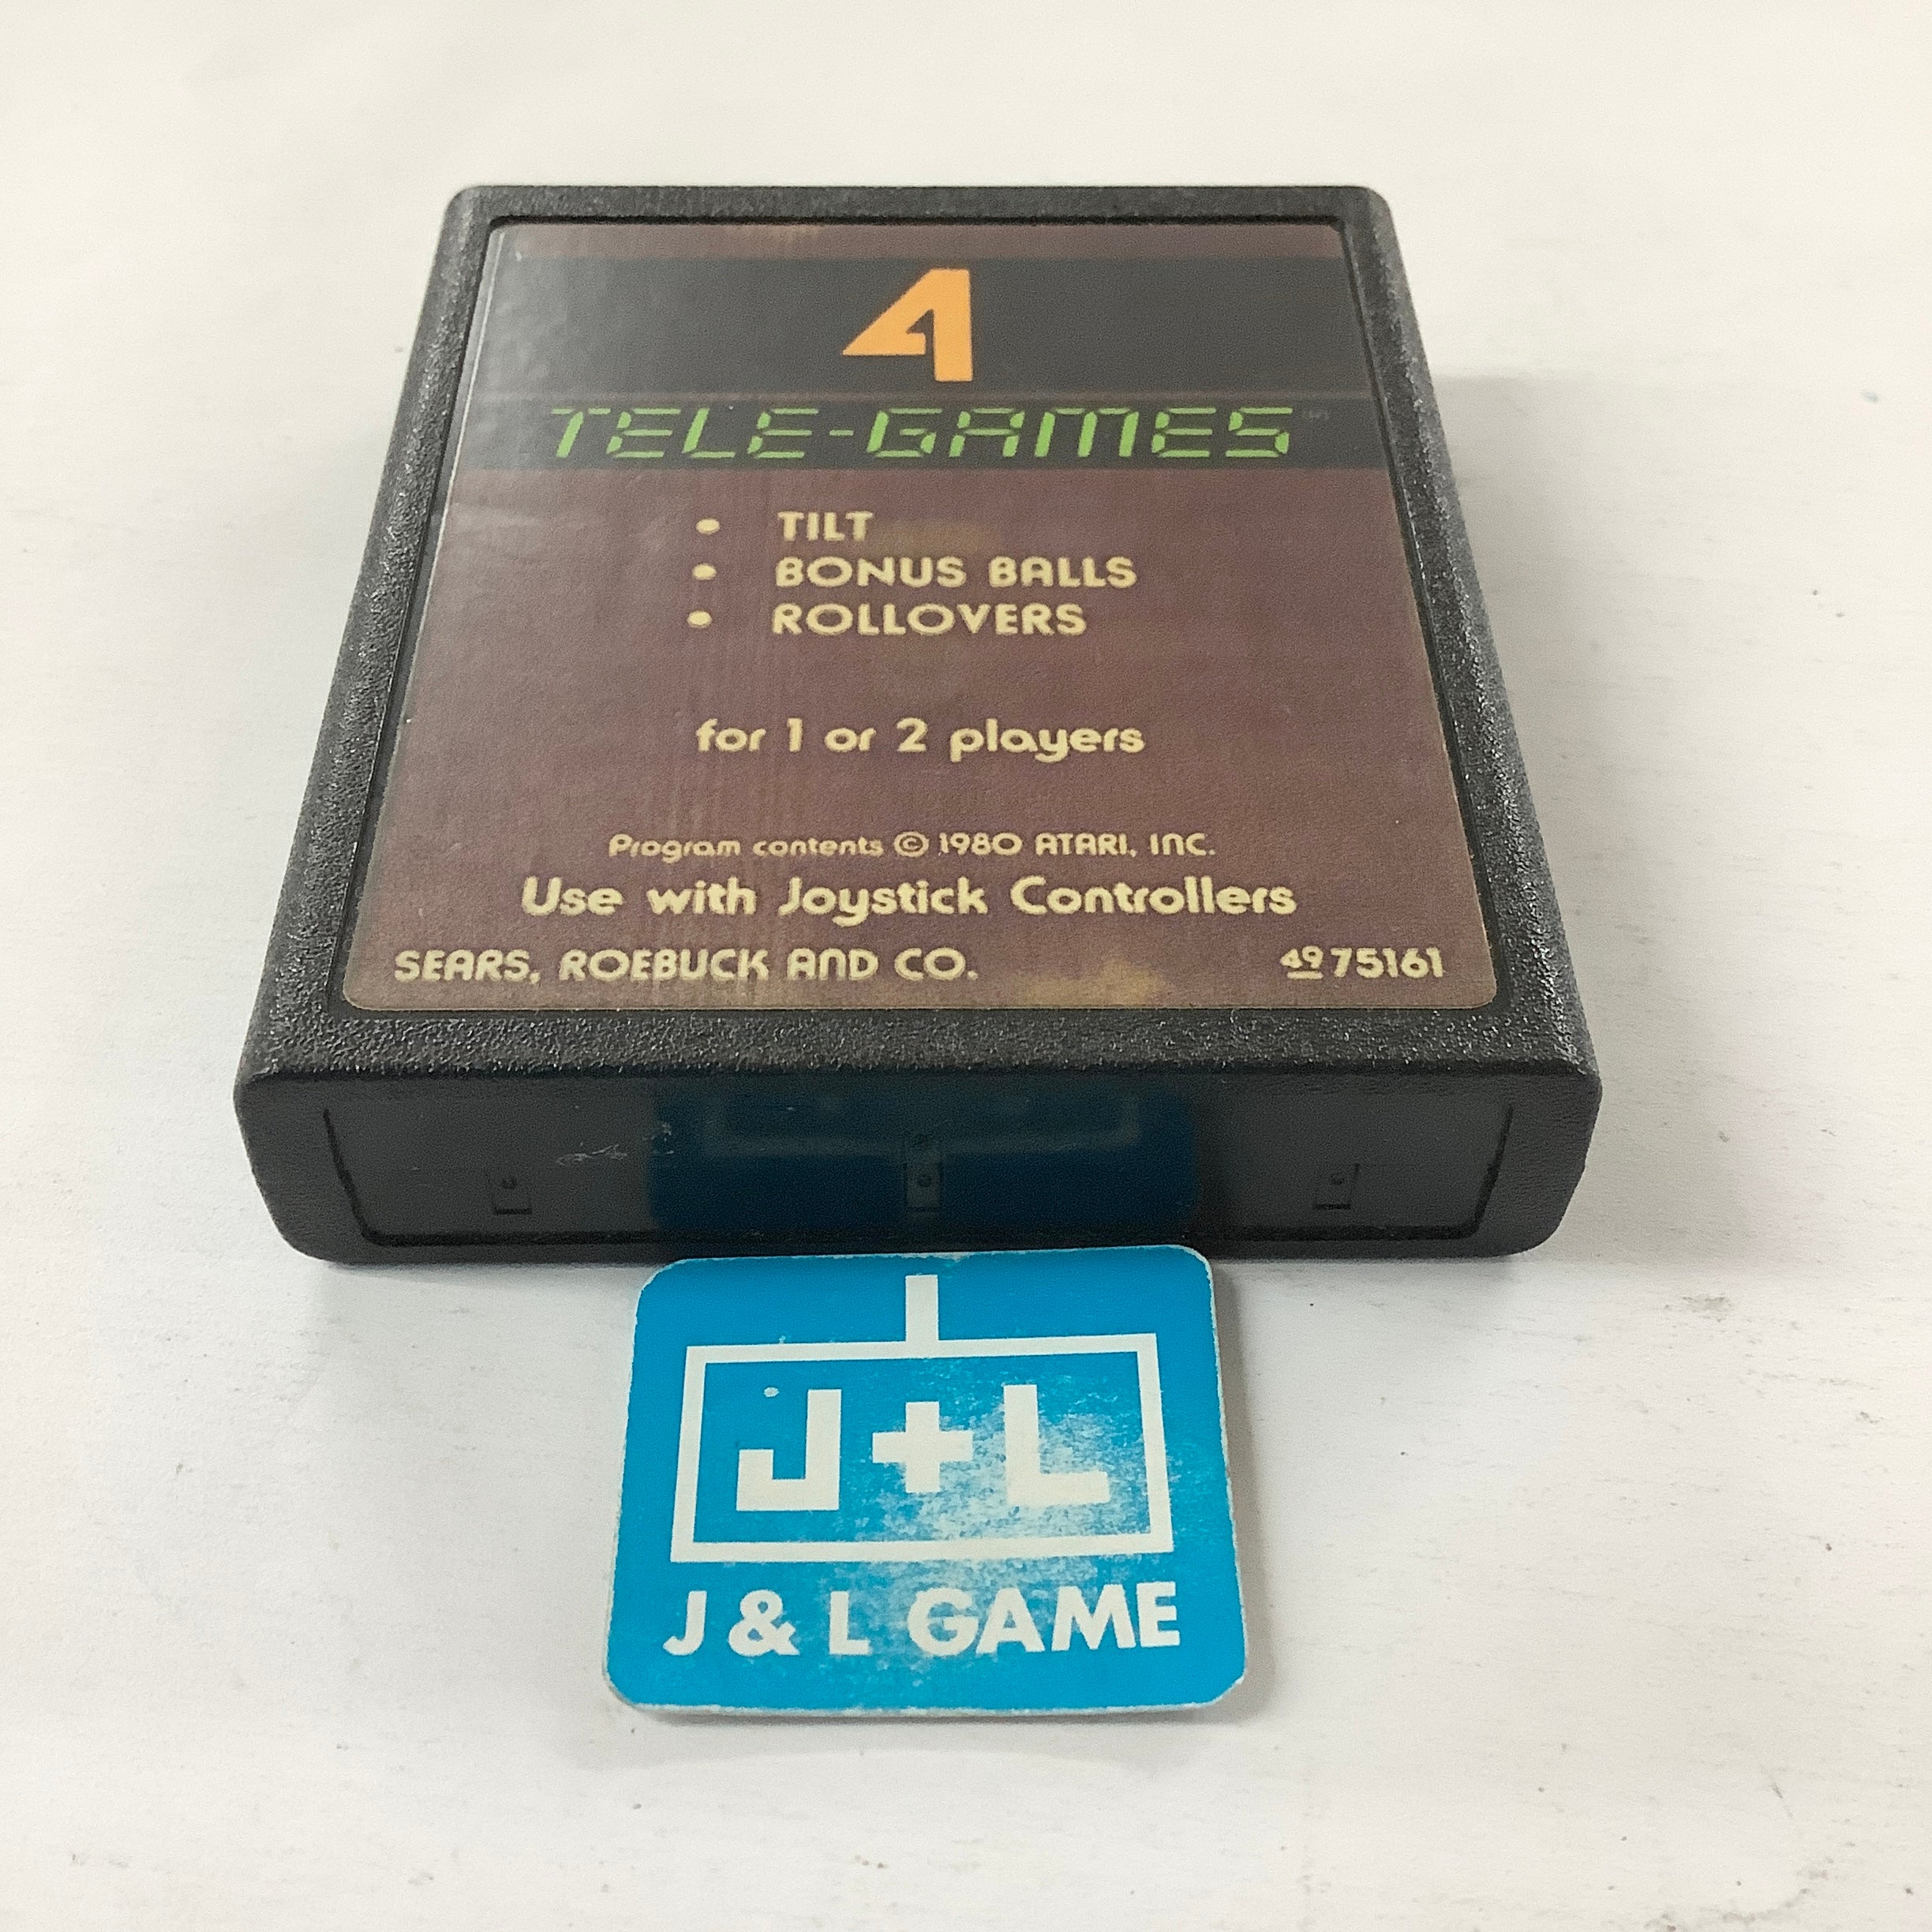 4
TELE-GAMES
• TILT
• BONUS BALLS
• ROLLOVERS
for 1 or 2 players
Program contents © 1980 ATARI, INC.
Use with Joystick Controllers
SEARS, ROEBUCK AND CO. 49 75161
J+L
J & L GAME